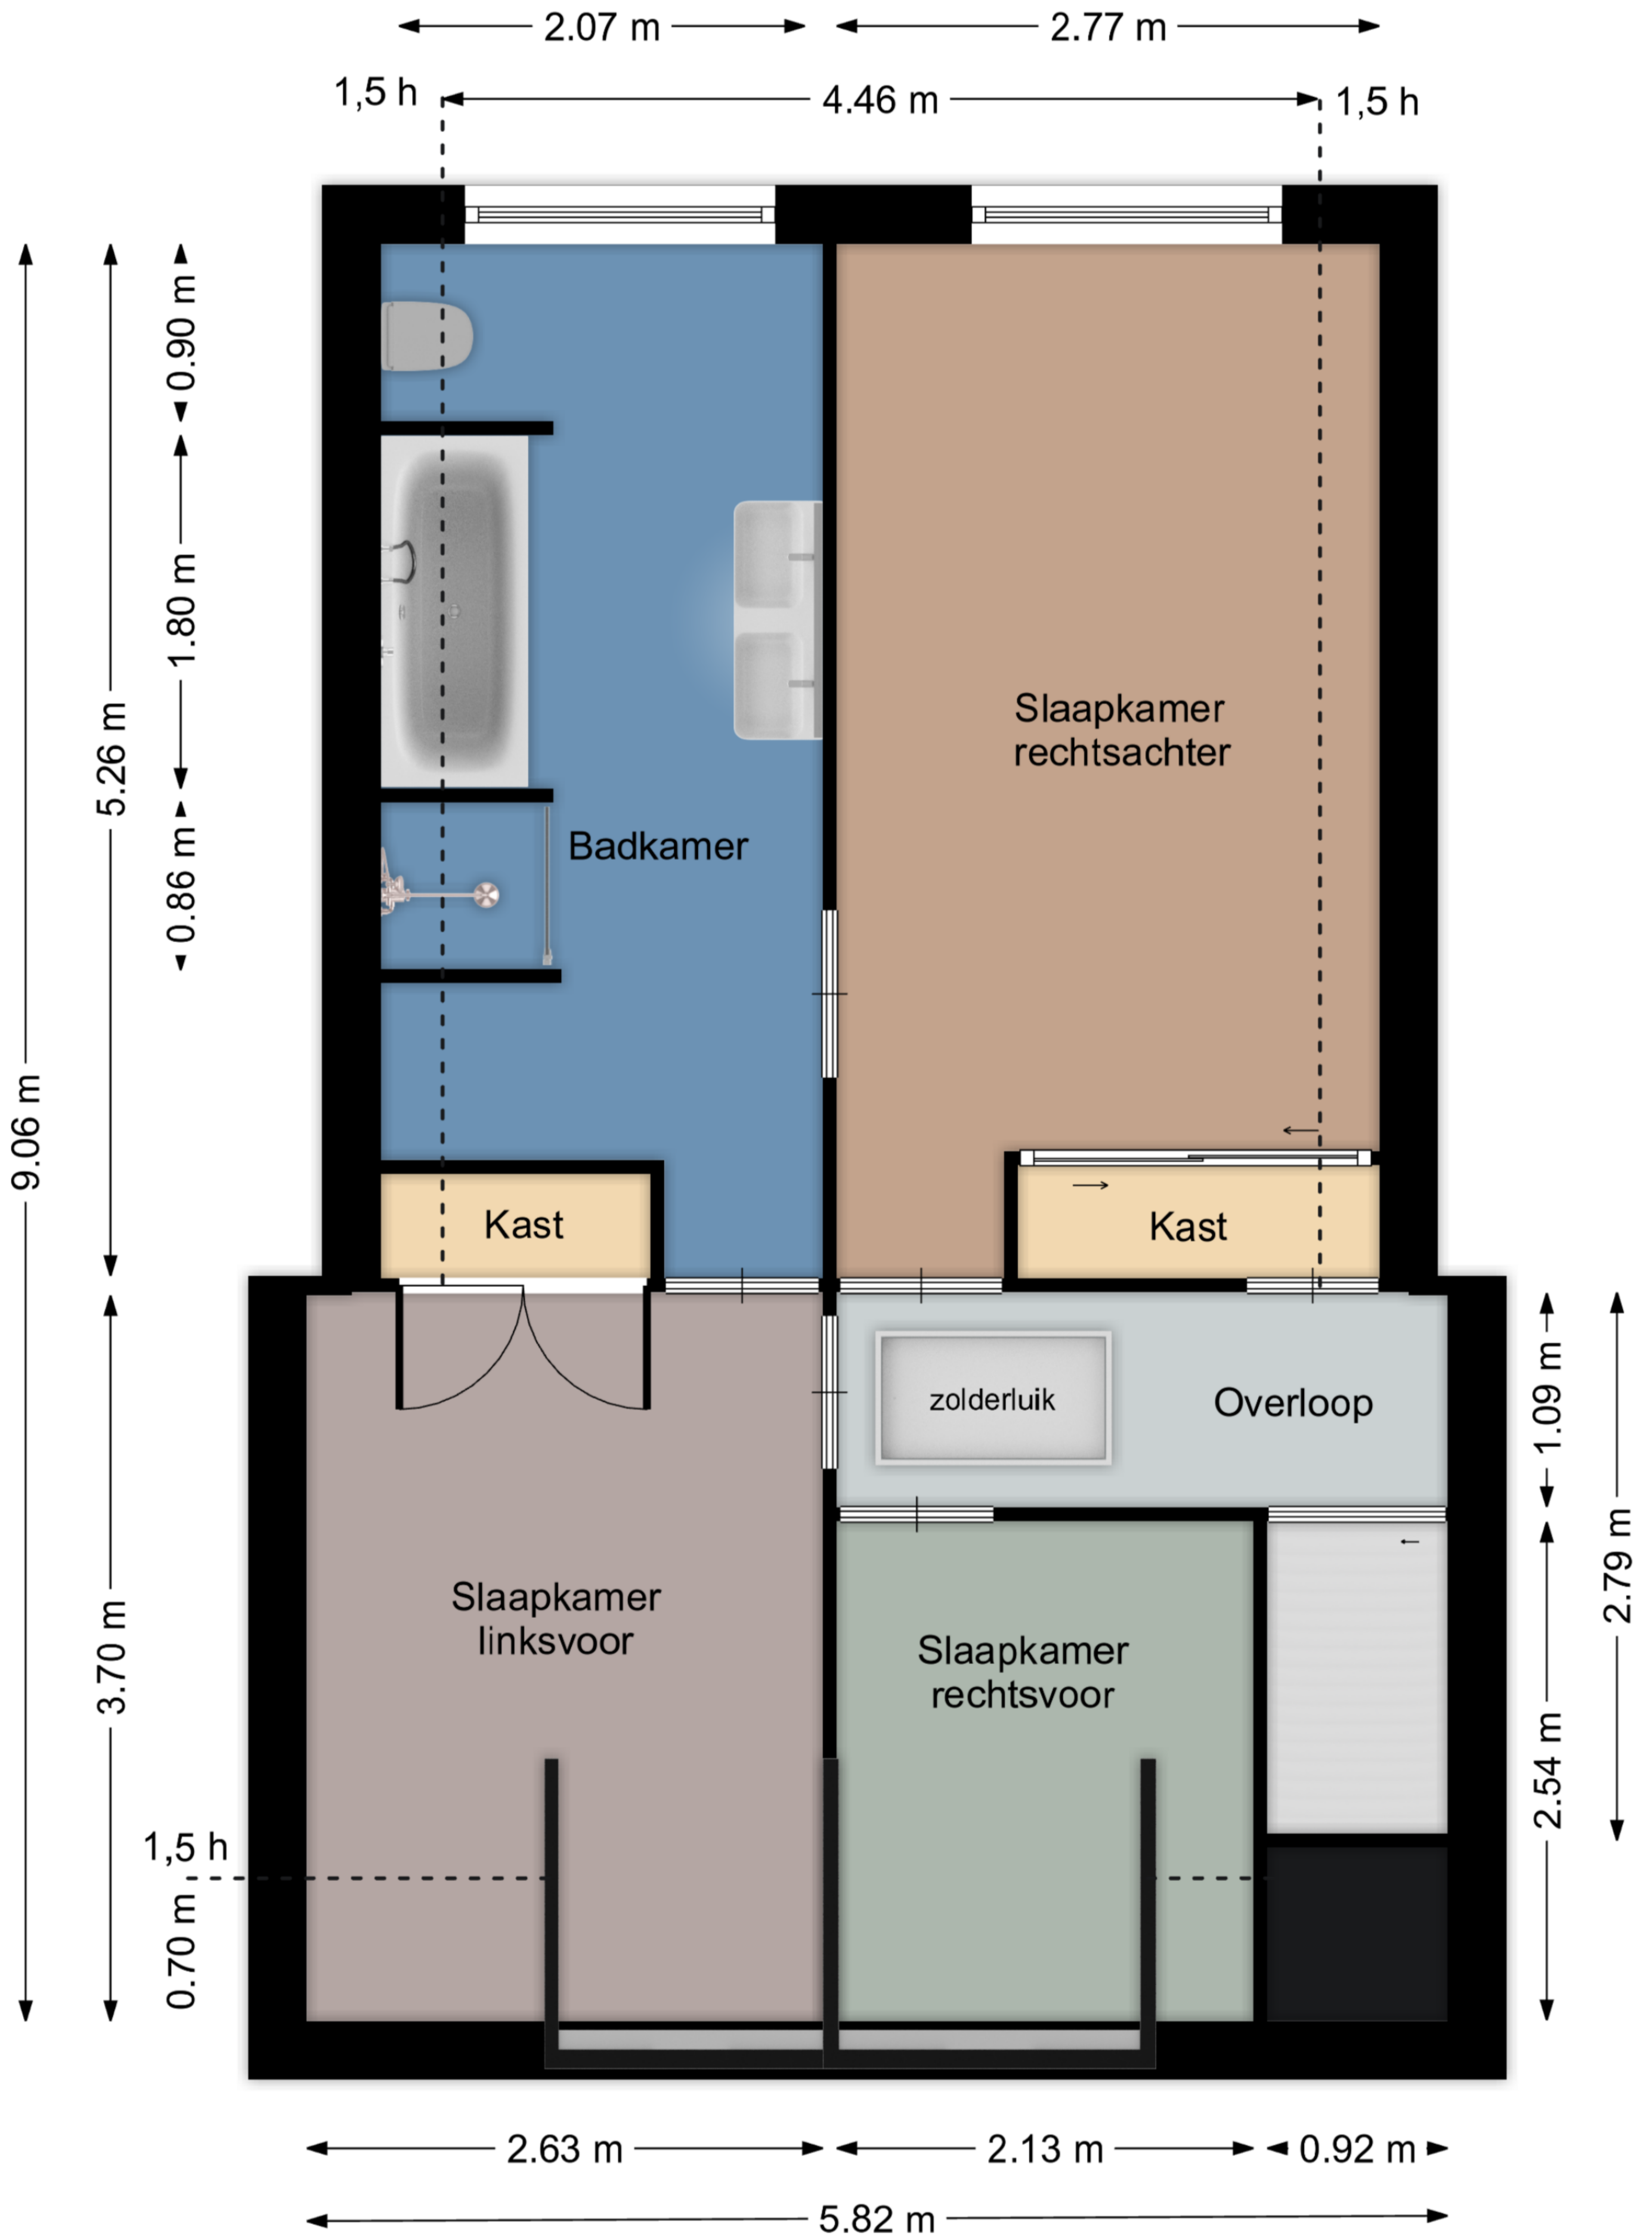 2.07 m
2.77 m
1,5 h
4.46 m
1,5 h
0.90 m
1.80 m
0.86 m
5.26 m
9.06 m
Slaapkamer
rechtsachter
Badkamer
Kast
Kast
zolderluik
Overloop
1.09 m
2.79 m
2.54 m
Slaapkamer
linksvoor
Slaapkamer
rechtsvoor
3.70 m
1,5 h
0.70 m
2.63 m
2.13 m
0.92 m
5.82 m